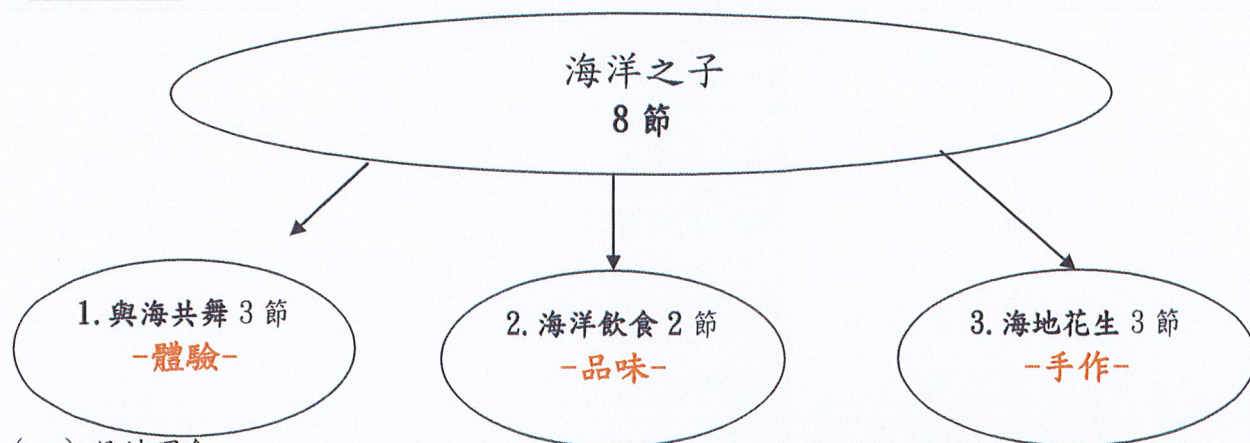 海洋之子
8 節
1.與海共舞 3 節
-體驗-
2.海洋飲食 2 節
-品味-
3.海地花生 3 節
-手作-